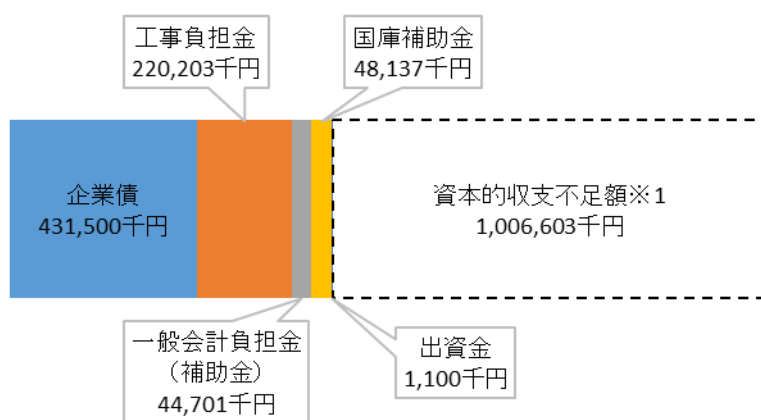 工事負担金
220,203千円
国庫補助金
48,137千円
企業債
431,500千円
資本的収支不足額※1
1,006,603千円
一般会計負担金
（補助金）
44,701千円
出資金
1,100千円